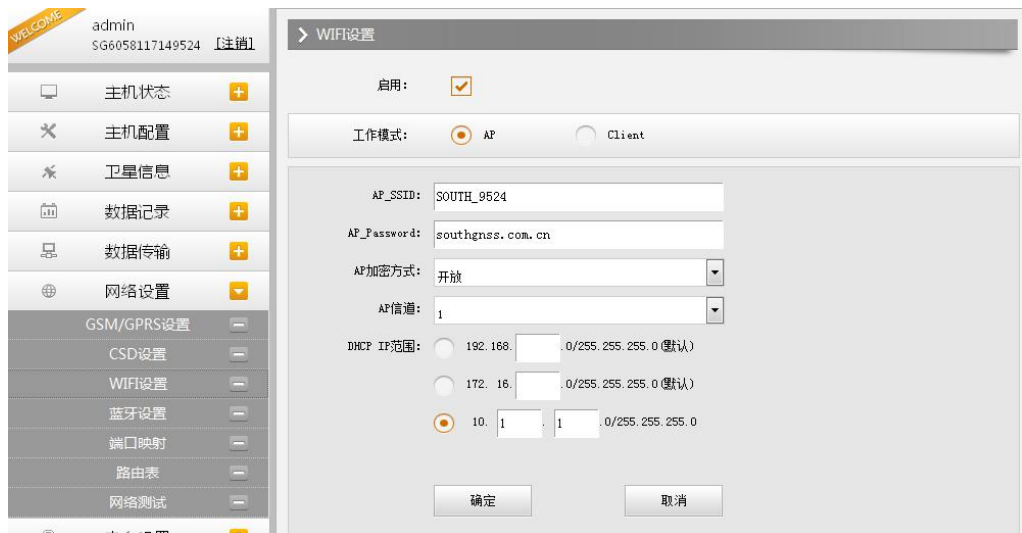 WELCOME
admin
SG6058117149524 [注销]
主机状态
主机配置
卫星信息
数据记录
数据传输
网络设置
GSM/GPRS设置
CSD设置
WIFI设置
蓝牙设置
端口映射
路由表
网络测试
WIFI设置
启用：
工作模式： AP Client
AP_SSID: SOUTH_9524
AP_Password: southgnss.com.cn
AP加密方式： 开放
AP信道： 1
DHCP IP范围： 192.168. .0/255.255.255.0(默认)
172. 16. .0/255.255.255.0(默认)
10. 1 . 1 .0/255.255.255.0
确定 取消